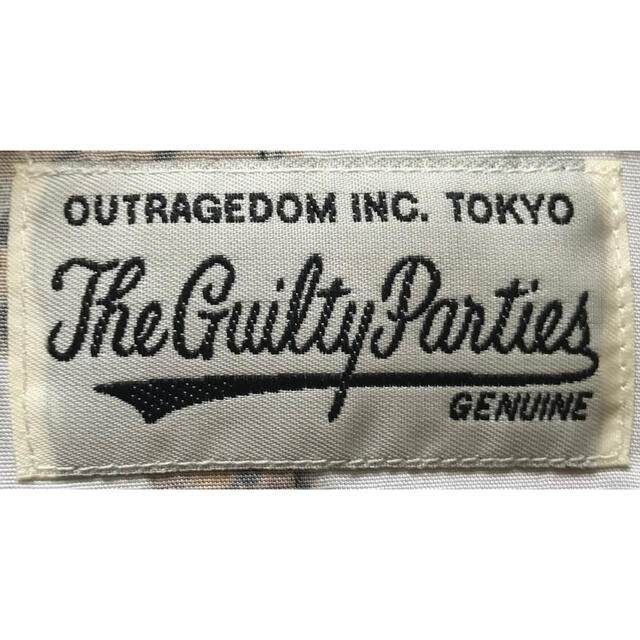 OUTRAGEDOM INC. TOKYO
The Guilty Parties
GENUINE